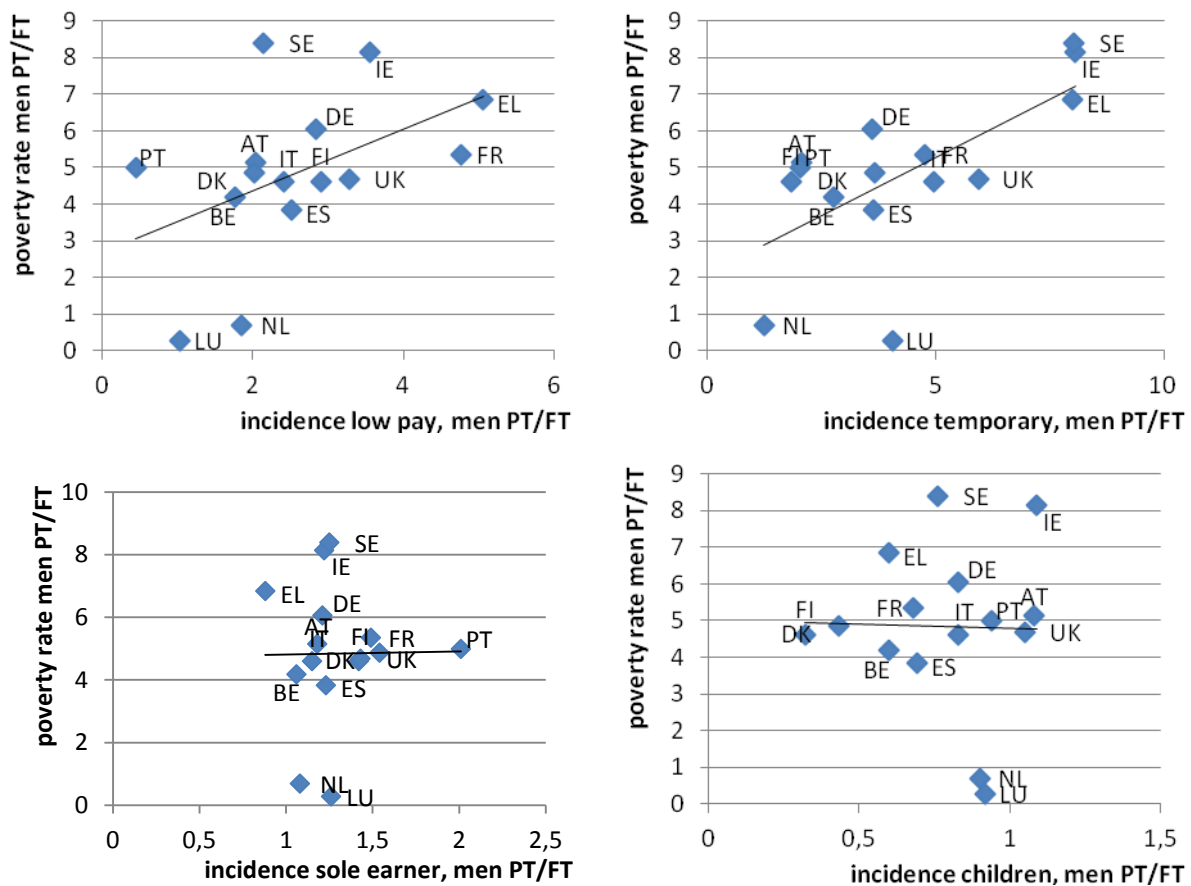 poverty rate men PT/FT
9
8
7
6
5
4
3
2
1
0
SE
IE
EL
DE
AT
PT
IT
FI
FR
DK
UK
BE
ES
NL
LU
0
2
4
6
incidence low pay, men PT/FT
poverty rate men PT/FT
9
8
7
6
5
4
3
2
1
0
SE
IE
EL
DE
AT
FI
PT
IT
FR
DK
UK
BE
ES
NL
LU
0
5
10
incidence temporary, men PT/FT
poverty rate men PT/FT
10
8
6
4
2
0
SE
IE
EL
DE
AT
IT
FI
FR
PT
DK
UK
BE
ES
NL
LU
0
0,5
1
1,5
2
2,5
incidence sole earner, men PT/FT
poverty rate men PT/FT
9
8
7
6
5
4
3
2
1
0
SE
IE
EL
DE
FI
FR
IT
PT
AT
DK
UK
BE
ES
NL
LU
0
0,5
1
1,5
incidence children, men PT/FT